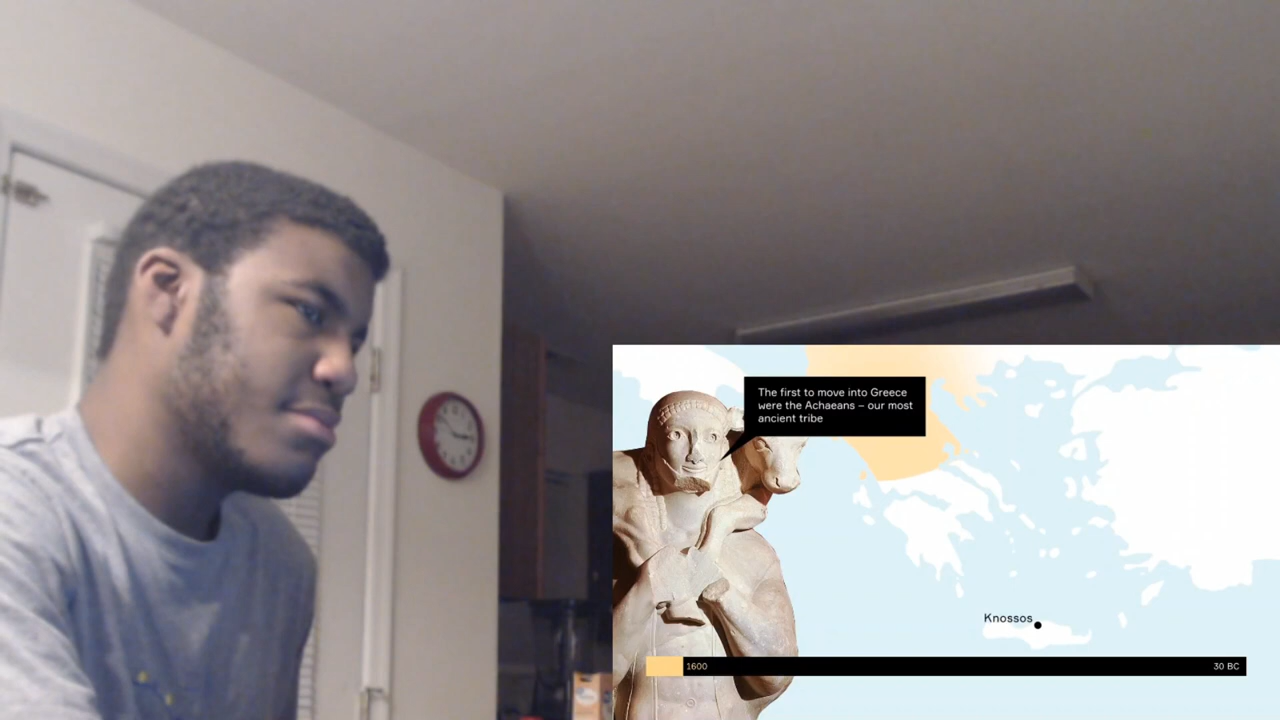 The first to move into Greece
were the Achaeans – our most
ancient tribe
Knossos
1600
30 BC